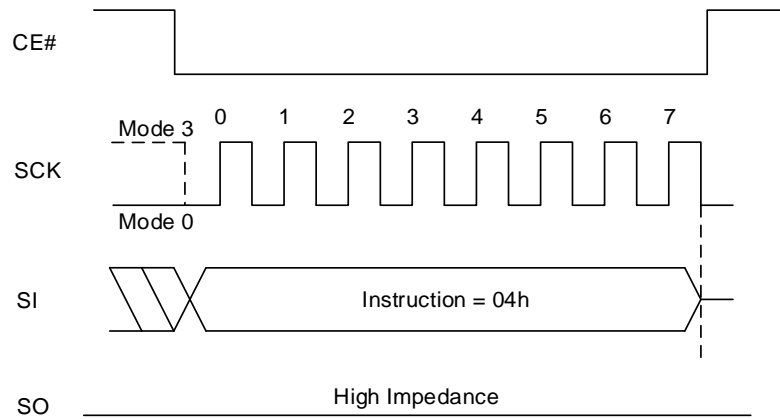 CE#
Mode 3
0 1 2 3 4 5 6 7
SCK
Mode 0
SI
Instruction = 04h
SO
High Impedance